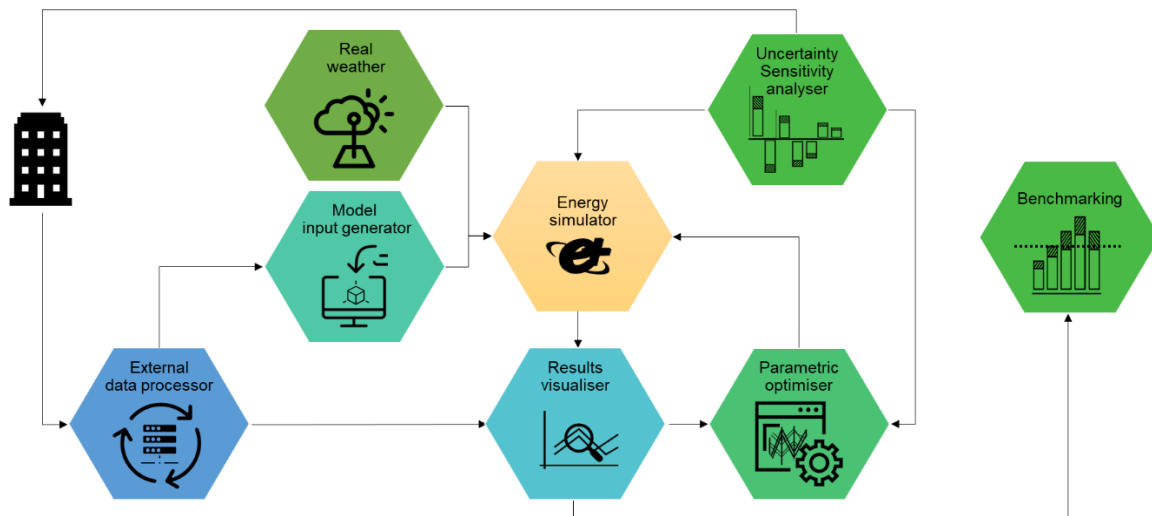 Real
weather
Uncertainty
Sensitivity
analyser
Model
input generator
Energy
simulator
e+
Benchmarking
External
data processor
Results
visualiser
Parametric
optimiser